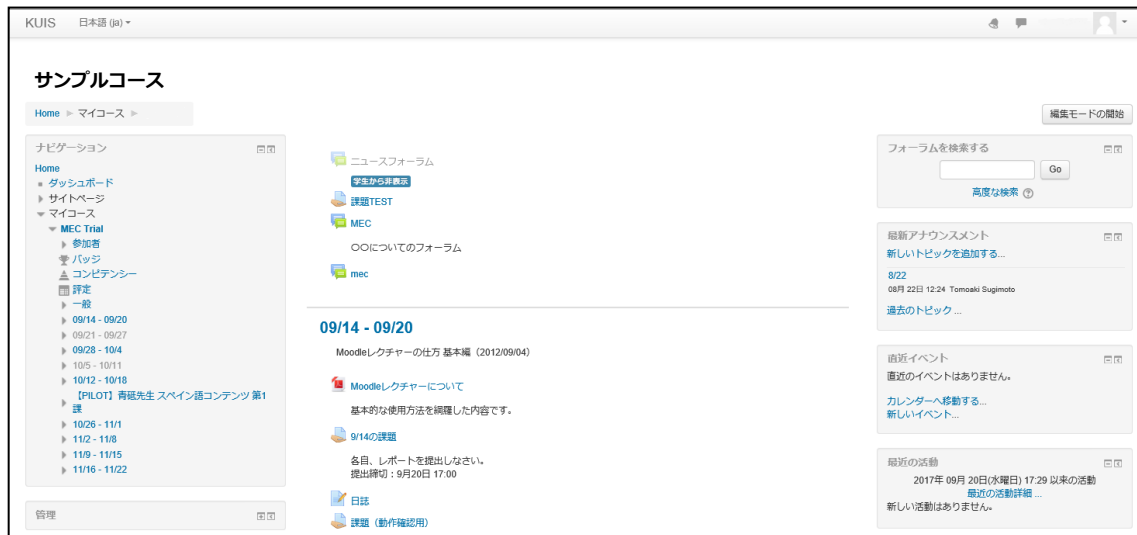 KUIS 日本語 (ja)
サンプルコース
Home マイコース
編集モードの開始
ナビゲーション
Home
ダッシュボード
サイトページ
マイコース
MEC Trial
参加者
バッジ
コンピテンシー
評定
一般
09/14 - 09/20
09/21 - 09/27
09/28 - 10/4
10/5 - 10/11
10/12 - 10/18
【PILOT】青砥先生 スペイン語コンテンツ 第1
課
10/26 - 11/1
11/2 - 11/8
11/9 - 11/15
11/16 - 11/22
管理
ニュースフォーラム
学生から非表示
課題TEST
MEC
〇〇についてのフォーラム
mec
09/14 - 09/20
Moodleレクチャーの仕方 基本編（2012/09/04）
Moodleレクチャーについて
基本的な使用方法を綱羅した内容です。
9/14の課題
各自、レポートを提出しなさい。
提出締切：9月20日 17:00
日誌
課題（動作確認用）
フォーラムを検索する
Go
高度な検索
最新アナウンスメント
新しいトピックを追加する...
8/22
08月 22日 12:24 Tomoaki Sugimoto
過去のトピック ...
直近イベント
直近のイベントはありません。
カレンダーへ移動する...
新しいイベント...
最近の活動
2017年 09月 20日(水曜日) 17:29 以来の活動
最近の活動詳細 ...
新しい活動はありません。